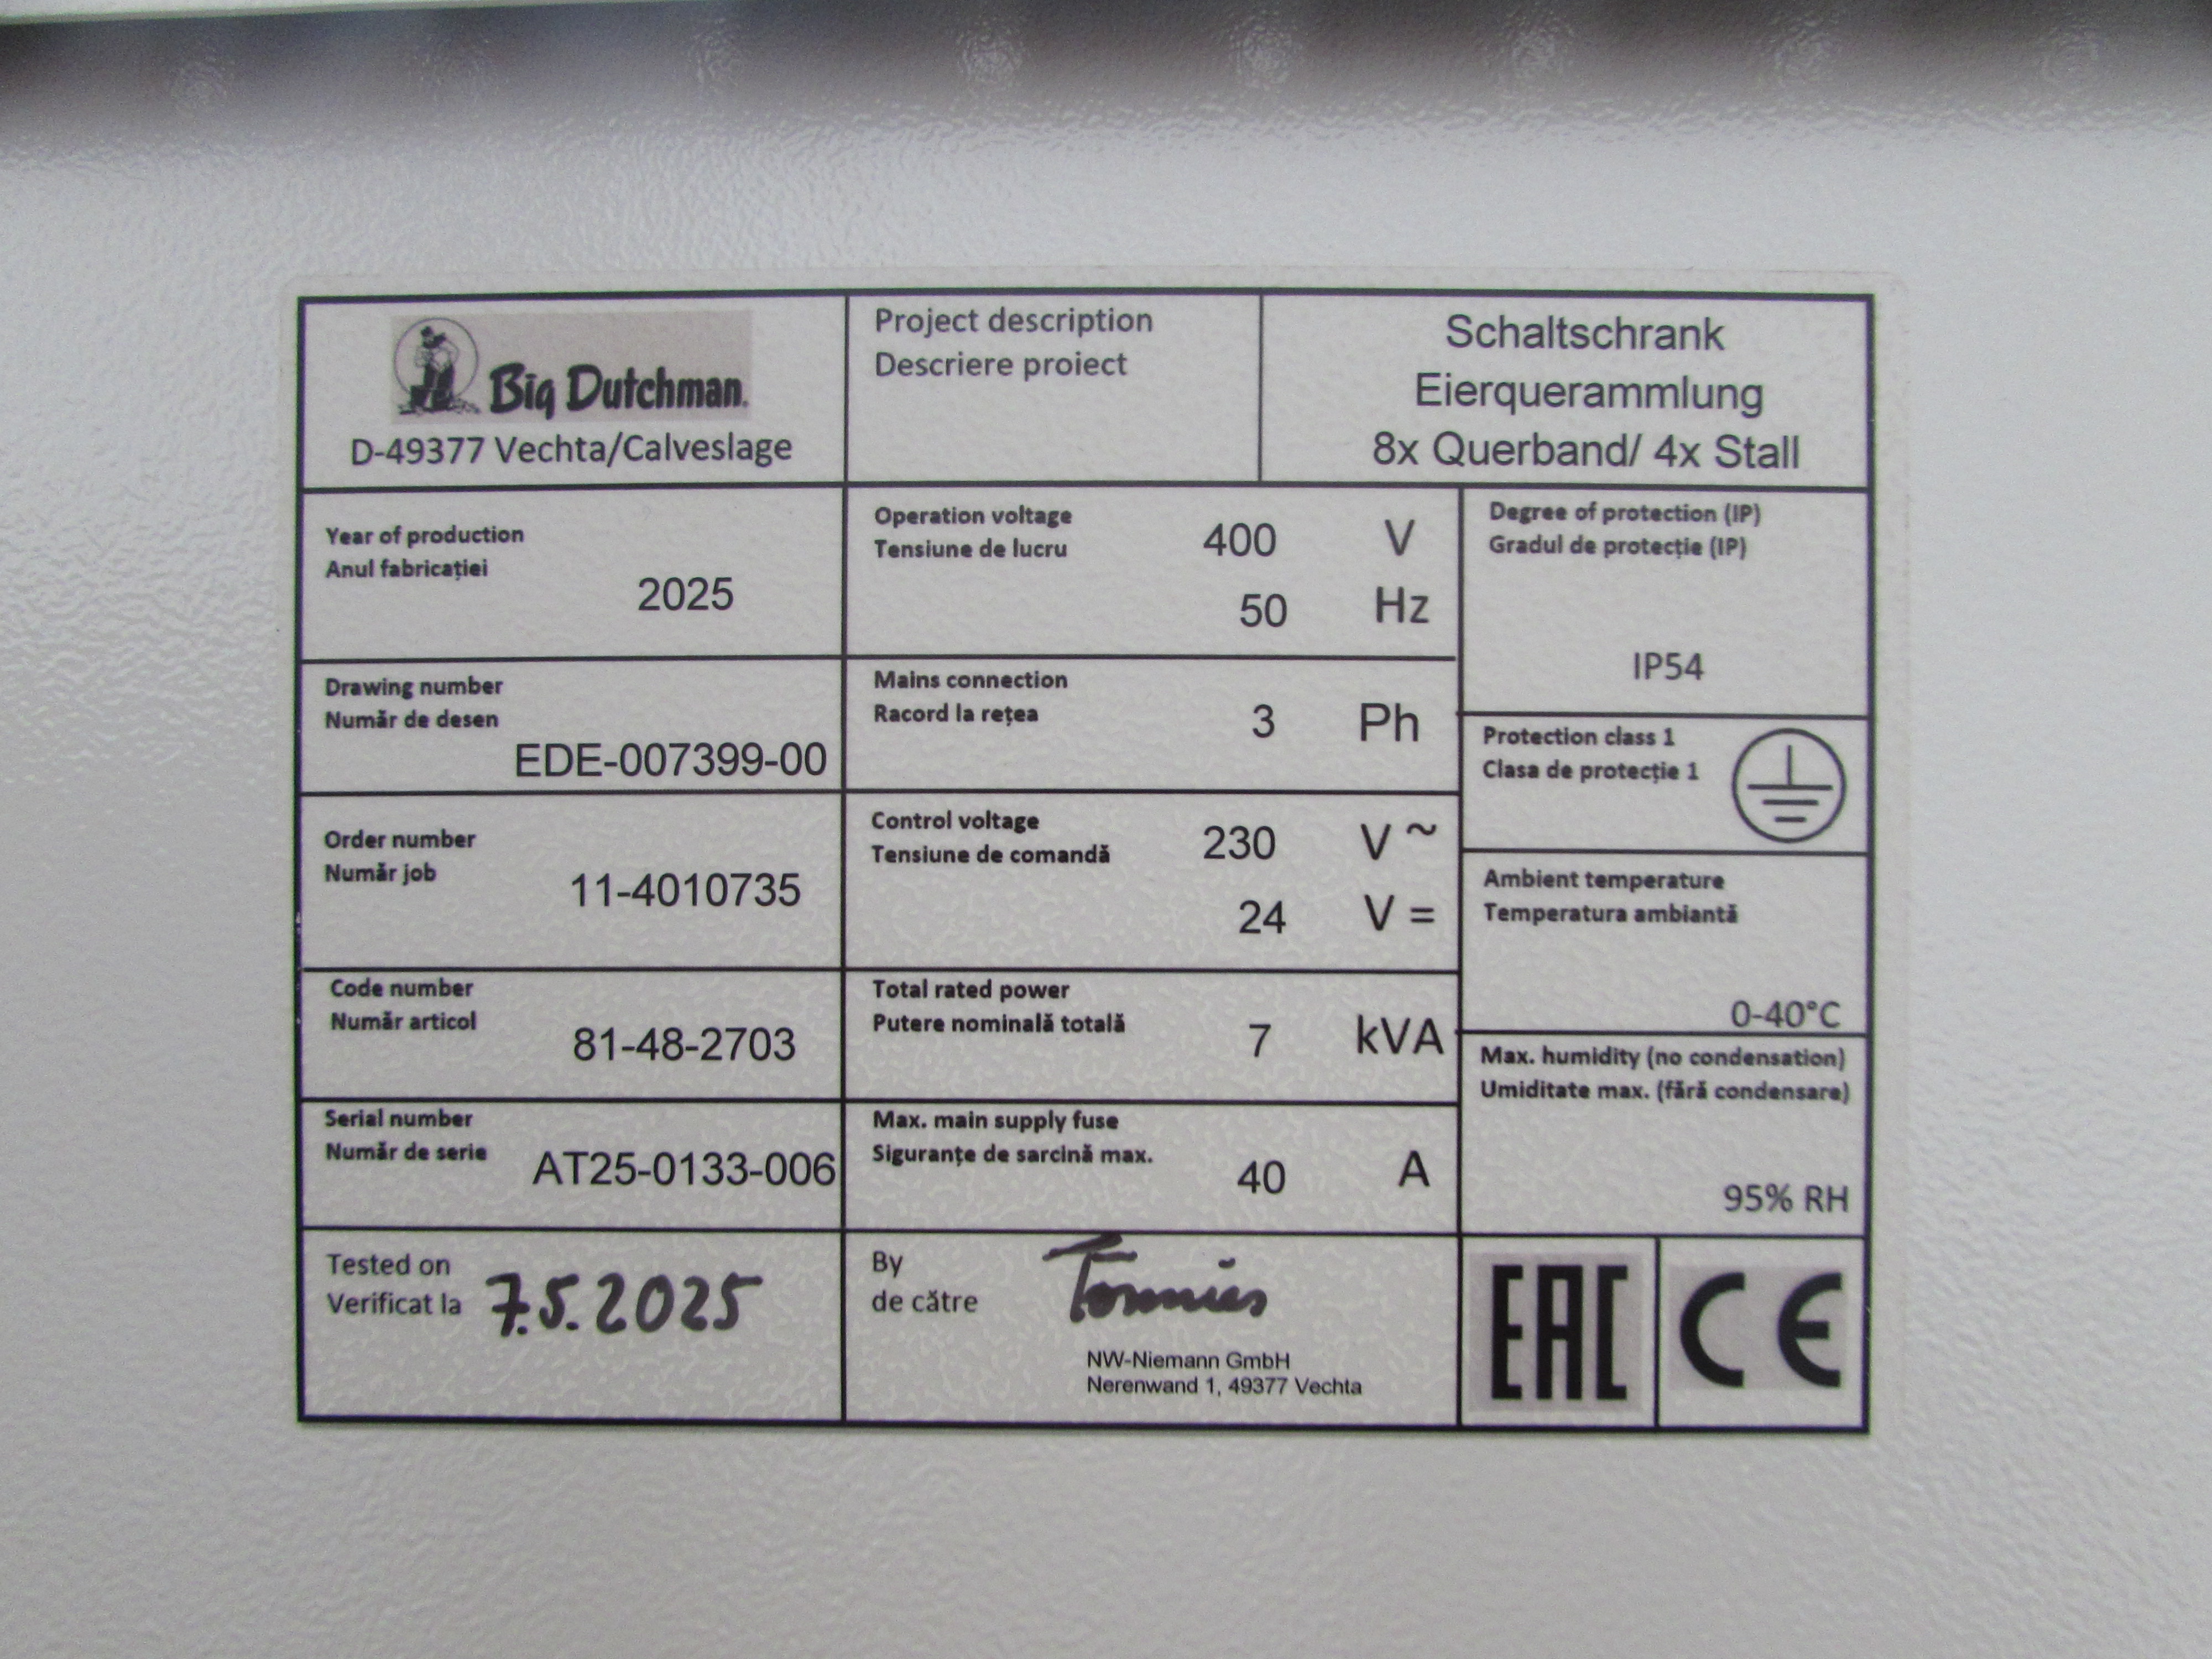 Big Dutchman
D-49377 Vechta/Calveslage
Project description
Descriere proiect
Schaltschrank
Eierquerammlung
8x Querband/ 4x Stall
Year of production
Anul fabricației
2025
Operation voltage
Tensiune de lucru
400 V
50 Hz
Degree of protection (IP)
Gradul de protecție (IP)
IP54
Drawing number
Număr de desen
EDE-007399-00
Mains connection
Racord la rețea
3 Ph
Protection class 1
Clasa de protecție 1
Order number
Număr job
11-4010735
Control voltage
Tensiune de comandă
230 V ~
24 V =
Ambient temperature
Temperatura ambiantă
0-40°C
Code number
Număr articol
81-48-2703
Total rated power
Putere nominală totală
7 kVA
Max. humidity (no condensation)
Umiditate max. (fără condensare)
95% RH
Serial number
Număr de serie
AT25-0133-006
Max. main supply fuse
Siguranțe de sarcină max.
40 A
Tested on
Verificat la
7.5.2025
By
de către
NW-Niemann GmbH
Nerenwand 1, 49377 Vechta
EAC
CE